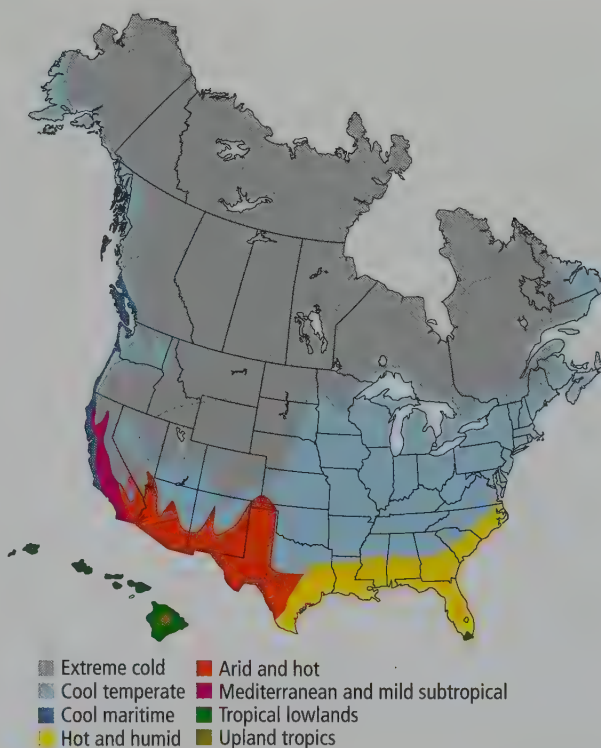 Extreme cold
Cool temperate
Cool maritime
Hot and humid
Arid and hot
Mediterranean and mild subtropical
Tropical lowlands
Upland tropics